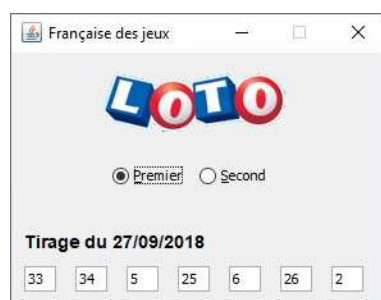 Française des jeux
LOTO
Premier Second
Tirage du 27/09/2018
33 34 5 25 6 26 2